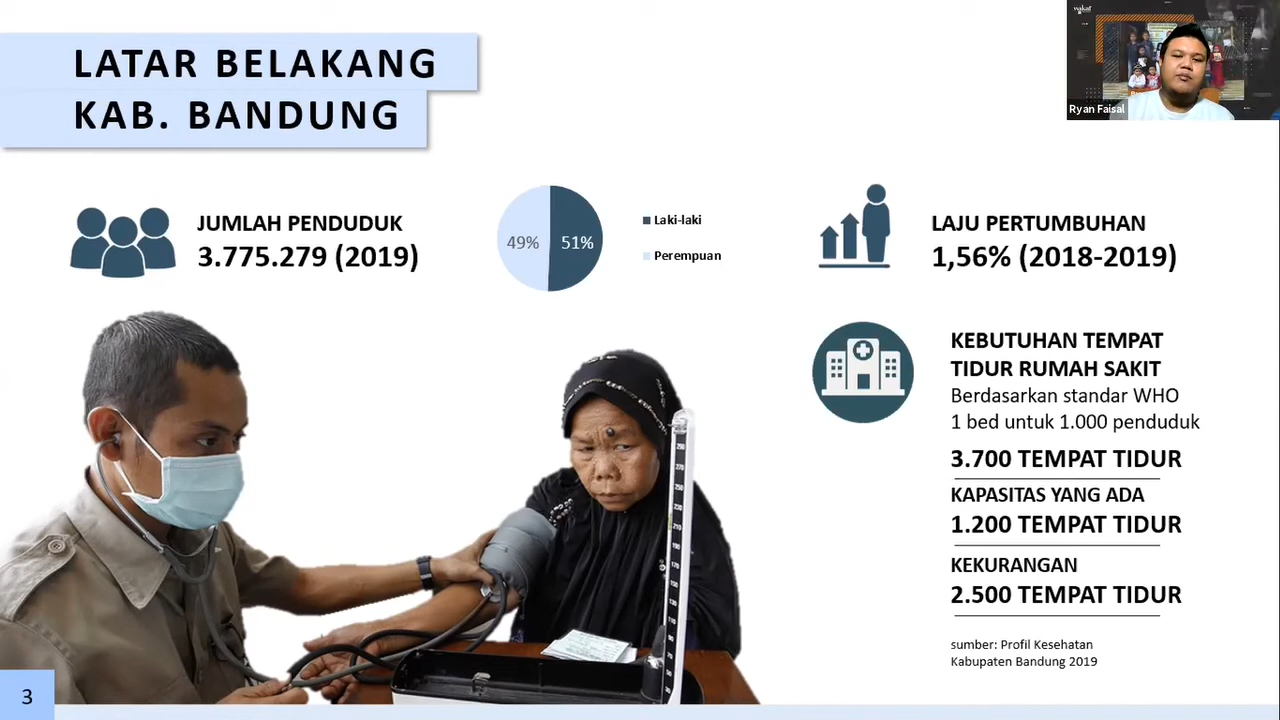 LATAR BELAKANG
KAB. BANDUNG
wakaf
Ryan Faisal
JUMLAH PENDUDUK
3.775.279 (2019)
49%
51%
Laki-laki
Perempuan
LAJU PERTUMBUHAN
1,56% (2018-2019)
KEBUTUHAN TEMPAT
TIDUR RUMAH SAKIT
Berdasarkan standar WHO
1 bed untuk 1.000 penduduk
3.700 TEMPAT TIDUR
KAPASITAS YANG ADA
1.200 TEMPAT TIDUR
KEKURANGAN
2.500 TEMPAT TIDUR
sumber: Profil Kesehatan
Kabupaten Bandung 2019
3